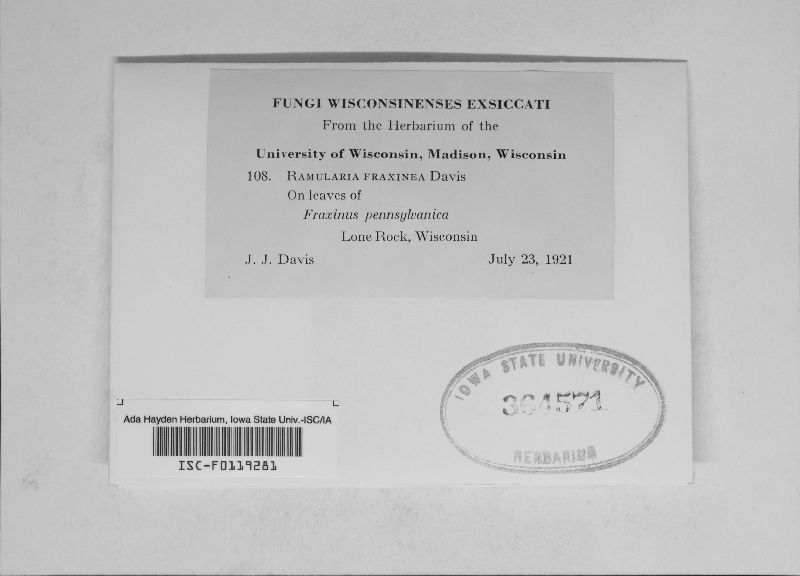 FUNGI WISCONSINENSES EXSICCATI
From the Herbarium of the
University of Wisconsin, Madison, Wisconsin
108. RAMULARIA FRAXINEA Davis
On leaves of
Fraxinus pennsylvanica
Lone Rock, Wisconsin
J. J. Davis July 23, 1921
IOWA STATE UNIVERSITY
364571
HERBARIUM
Ada Hayden Herbarium, Iowa State Univ.-ISC/IA
ISC-F0119281